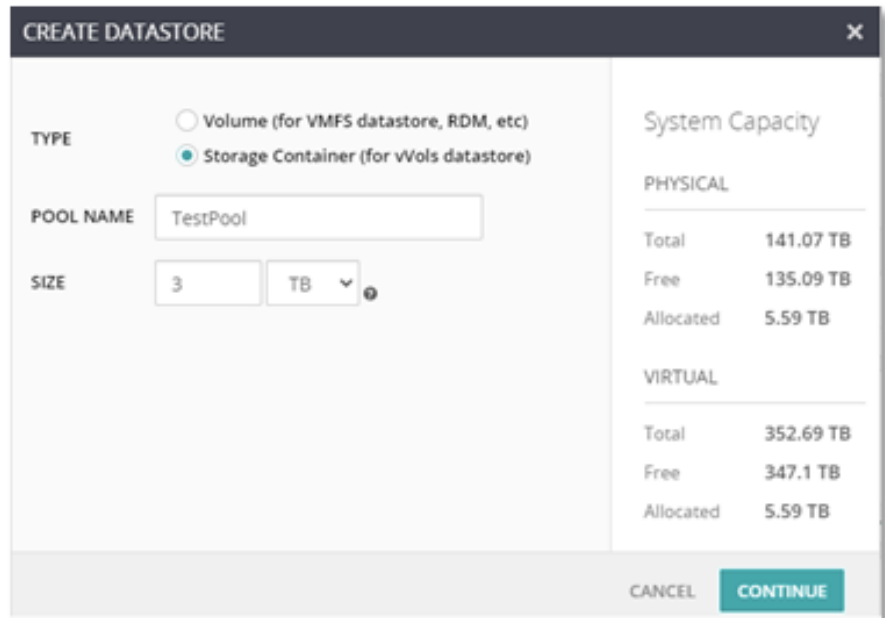 CREATE DATASTORE ×
TYPE
Volume (for VMFS datastore, RDM, etc)
Storage Container (for vVols datastore)
POOL NAME TestPool
SIZE 3 TB ?
System Capacity
PHYSICAL
Total 141.07 TB
Free 135.09 TB
Allocated 5.59 TB
VIRTUAL
Total 352.69 TB
Free 347.1 TB
Allocated 5.59 TB
CANCEL CONTINUE